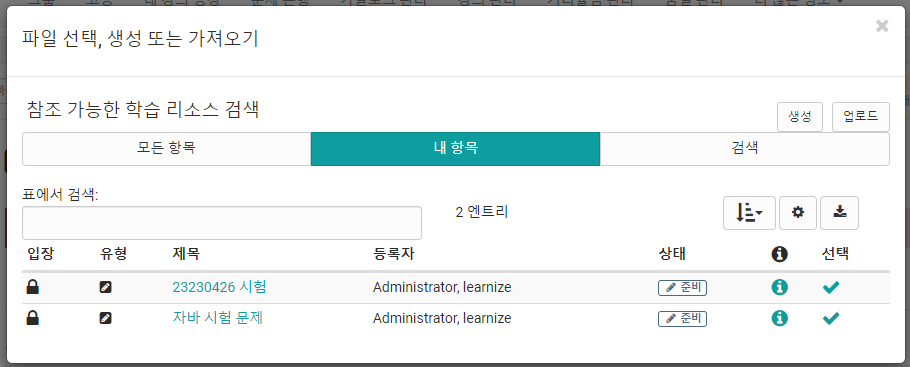 파일 선택, 생성 또는 가져오기
×
참조 가능한 학습 리소스 검색
생성 업로드
모든 항목 내 항목 검색
표에서 검색:
2 엔트리
입장 유형 제목 등록자 상태 선택
23230426 시험 Administrator, learnize 준비
자바 시험 문제 Administrator, learnize 준비